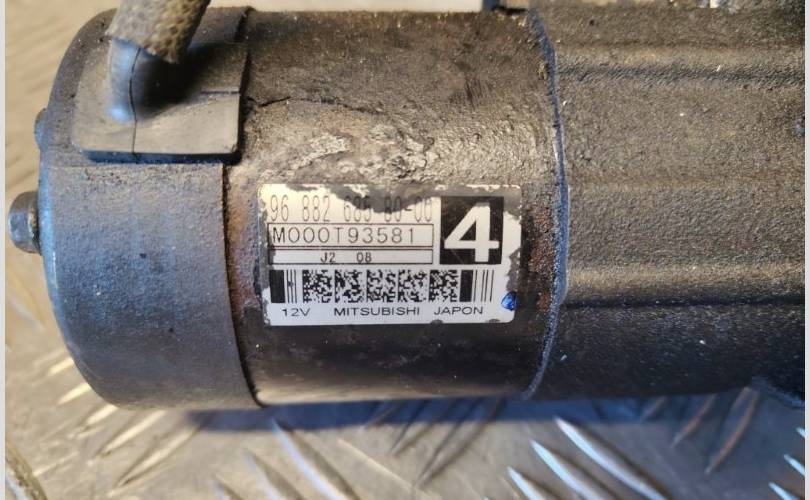 96 882 685 80-00
M000T93581
4
J2 08
12V MITSUBISHI JAPON